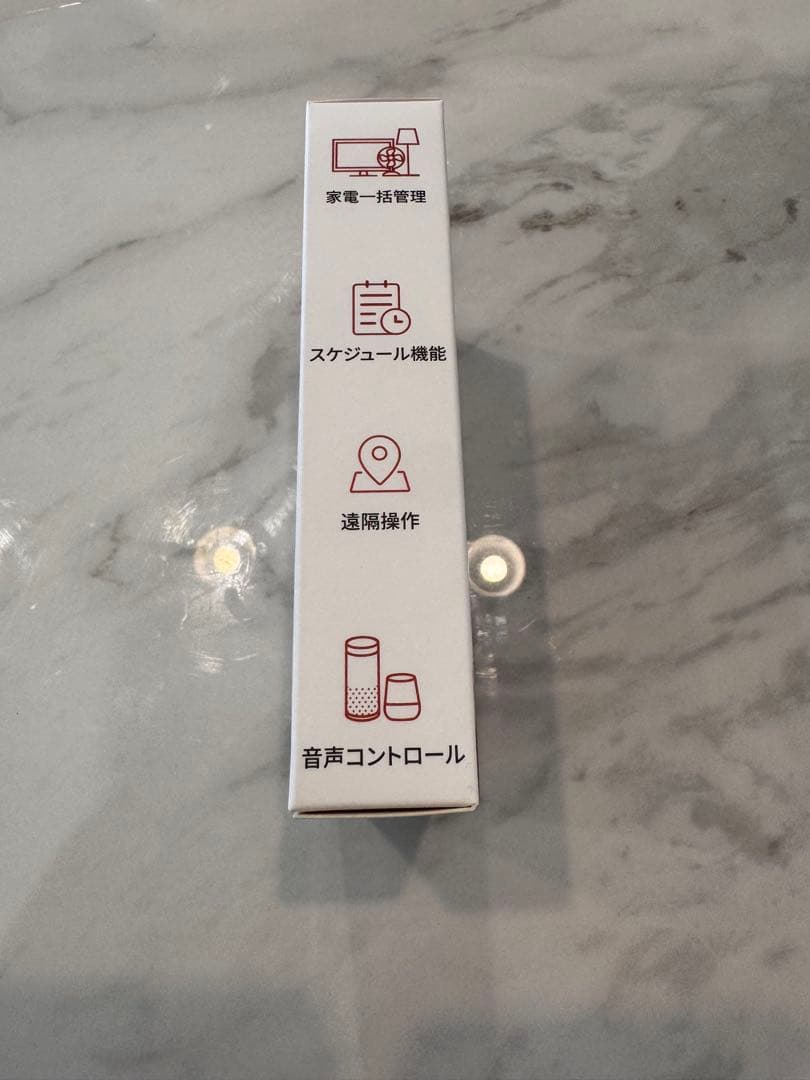 家電一括管理
スケジュール機能
遠隔操作
音声コントロール